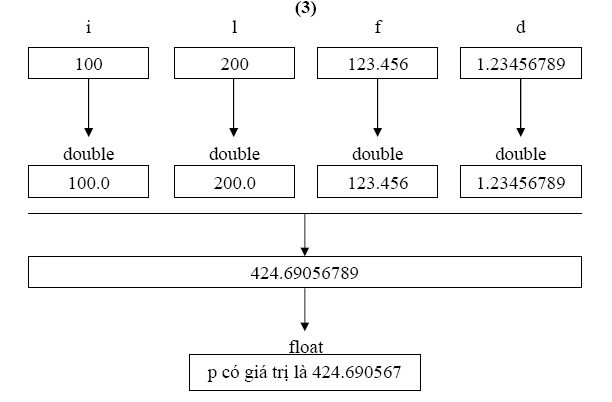 (3)
i l f d
100 200 123.456 1.23456789
double double double double
100.0 200.0 123.456 1.23456789
424.69056789
float
p có giá trị là 424.690567